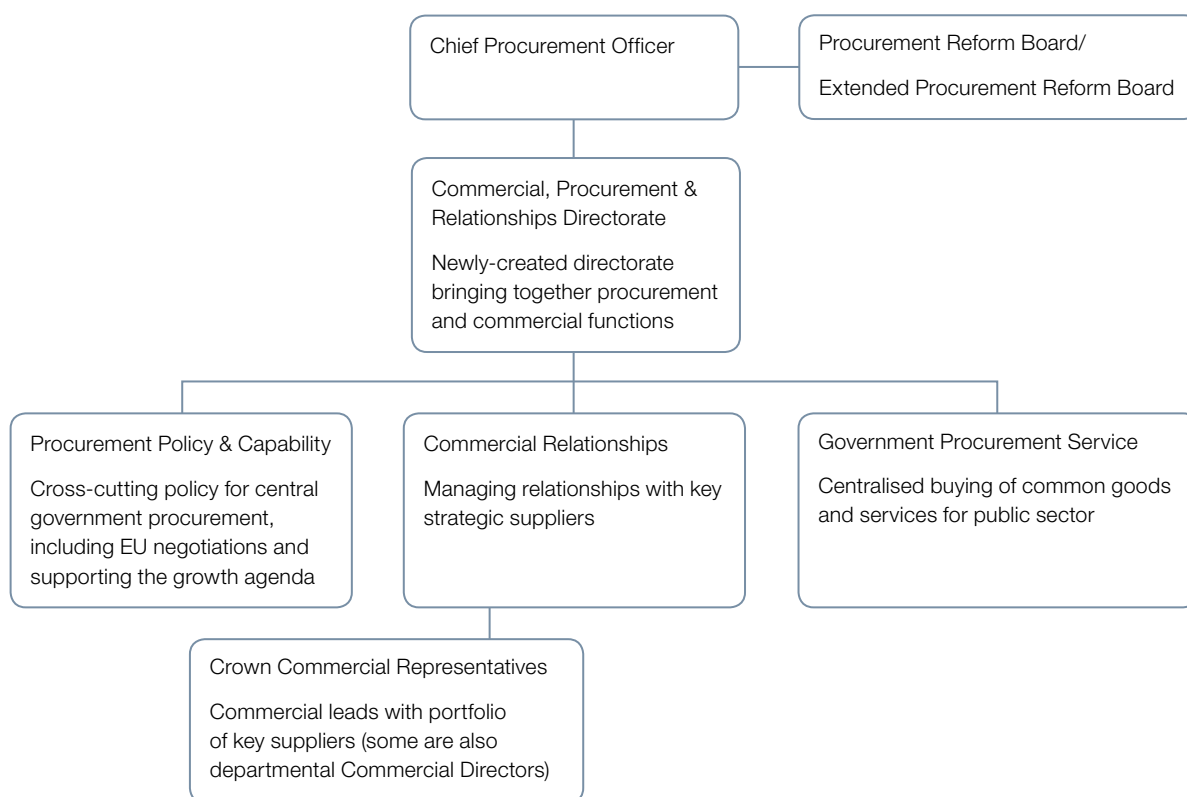 Chief Procurement Officer
Procurement Reform Board/
Extended Procurement Reform Board
Commercial, Procurement &
Relationships Directorate
Newly-created directorate
bringing together procurement
and commercial functions
Procurement Policy & Capability
Cross-cutting policy for central
government procurement,
including EU negotiations and
supporting the growth agenda
Commercial Relationships
Managing relationships with key
strategic suppliers
Government Procurement Service
Centralised buying of common goods
and services for public sector
Crown Commercial Representatives
Commercial leads with portfolio
of key suppliers (some are also
departmental Commercial Directors)